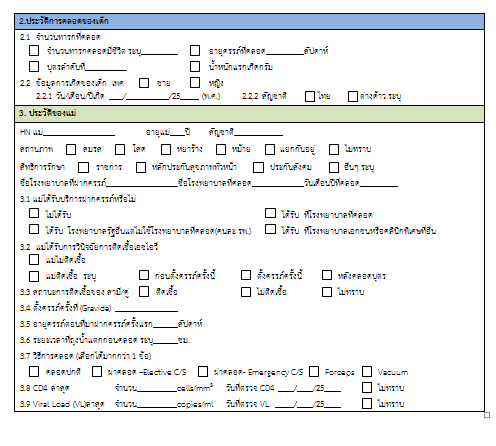 2.ประวัติการคลอดของเด็ก
2.1 จำนวนทารกที่คลอด
จำนวนทารกคลอดมีชีวิต ระบุ________ อายุครรภ์ที่คลอด________สัปดาห์
บุตรลำดับที่________ น้ำหนักแรกเกิดกรัม
2.2 ข้อมูลการเกิดของเด็ก เพศ ชาย หญิง
2.2.1 วัน/เดือน/ปีเกิด ___/________/25____ (พ.ศ.) 2.2.2 สัญชาติ ไทย ต่างด้าว ระบุ
3. ประวัติของแม่
HN แม่________________ อายุแม่___ปี สัญชาติ__________
สถานภาพ สมรส โสด หย่าร้าง หม้าย แยกกันอยู่ ไม่ทราบ
สิทธิการรักษา ราชการ หลักประกันสุขภาพถ้วนหน้า ประกันสังคม อื่นๆ ระบุ
ชื่อโรงพยาบาลที่ฝากครรภ์______________ชื่อโรงพยาบาลที่คลอด__________วันเดือนปีที่คลอด________
3.1 แม่ได้รับบริการฝากครรภ์หรือไม่
ไม่ได้รับ ได้รับ ที่โรงพยาบาลที่คลอด
ได้รับ โรงพยาบาลรัฐอื่นแต่ไม่ใช่โรงพยาบาลที่คลอด(คนละ รพ.) ได้รับ ที่โรงพยาบาลเอกชนหรือคลินิกพิเศษที่อื่น
3.2 แม่ได้รับการวินิจฉัยการติดเชื้อเอชไอวี
แม่ไม่ติดเชื้อ
แม่ติดเชื้อ ระบุ ก่อนตั้งครรภ์ครั้งนี้ ตั้งครรภ์ครั้งนี้ หลังคลอดบุตร
3.3 สถานะการติดเชื้อของ สามี/คู่ ติดเชื้อ ไม่ติดเชื้อ ไม่ทราบ
3.4 ตั้งครรภ์ครั้งที่ (Gravida) ______________
3.5 อายุครรภ์ตอนที่มาฝากครรภ์ครั้งแรก______สัปดาห์
3.6 ระยะเวลาที่ถุงน้ำแตกก่อนคลอด ระบุ______ชม.
3.7 วิธีการคลอด (เลือกได้มากกว่า 1 ข้อ)
คลอดปกติ ผ่าคลอด –Elective C/S ผ่าคลอด- Emergency C/S Forceps Vacuum
3.8 CD4 ล่าสุด จำนวน_________cells/mm³ วันที่ตรวจ CD4 ____/____/25____ ไม่ทราบ
3.9 Viral Load (VL)ล่าสุด จำนวน_________copies/ml วันที่ตรวจ VL ____/____/25____ ไม่ทราบ